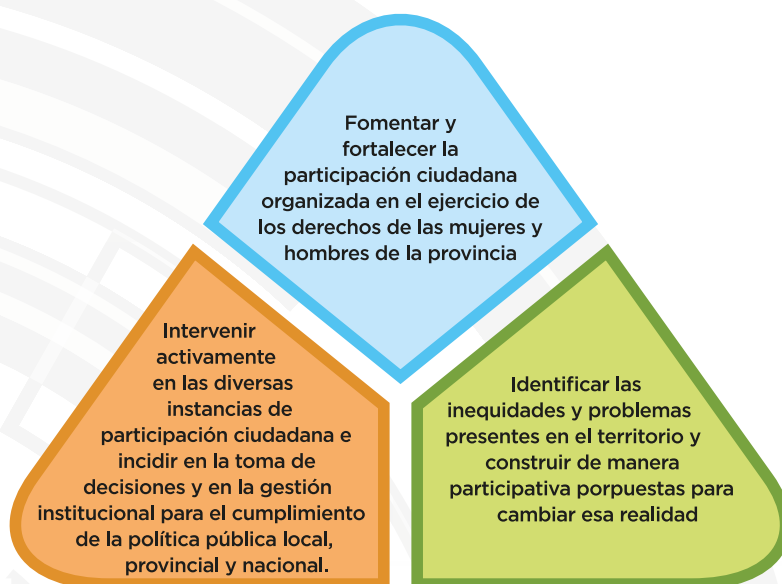 Fomentar y
fortalecer la
participación ciudadana
organizada en el ejercicio de
los derechos de las mujeres y
hombres de la provincia
Intervenir
activamente
en las diversas
instancias de
participación ciudadana e
incidir en la toma de
decisiones y en la gestión
institucional para el cumplimiento
de la política pública local,
provincial y nacional.
Identificar las
inequidades y problemas
presentes en el territorio y
construir de manera
participativa porpuestas para
cambiar esa realidad